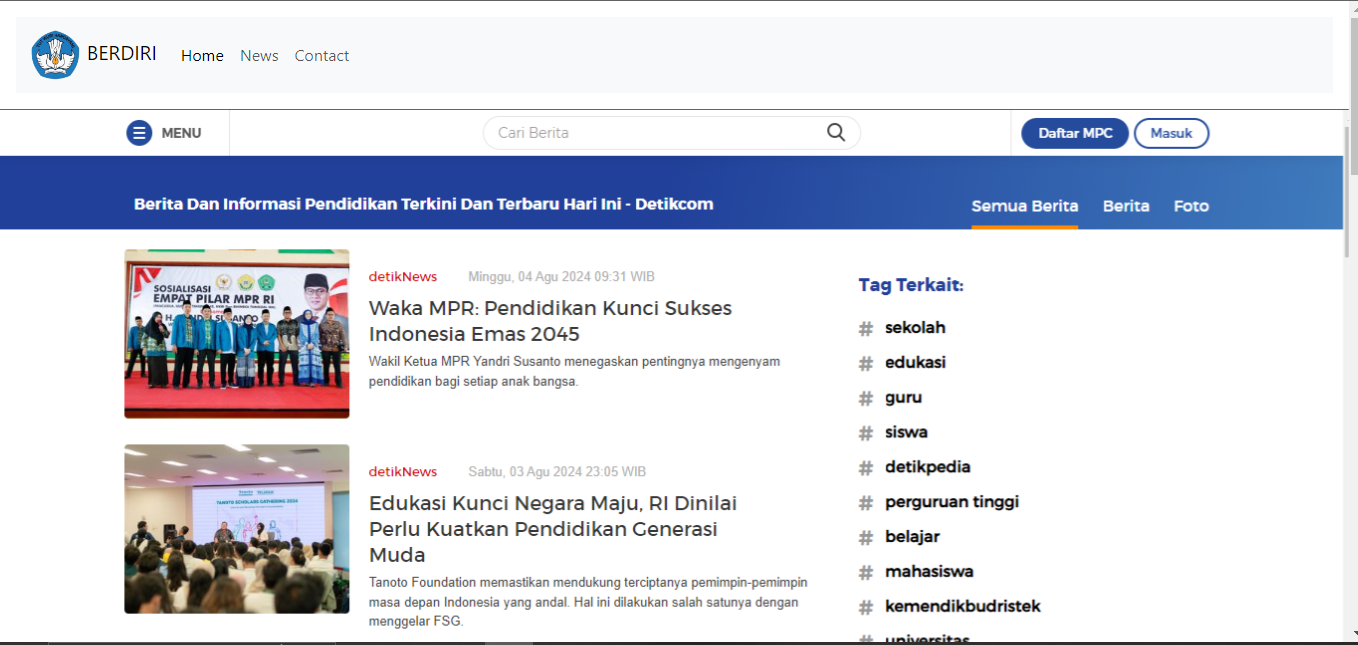 BERDIRI Home News Contact
MENU
Cari Berita
Daftar MPC
Masuk
Berita Dan Informasi Pendidikan Terkini Dan Terbaru Hari Ini - Detikcom
Semua Berita Berita Foto
SOSIALISASI
EMPAT PILAR MPR RI
detikNews Minggu, 04 Agu 2024 09:31 WIB
Waka MPR: Pendidikan Kunci Sukses
Indonesia Emas 2045
Wakil Ketua MPR Yandri Susanto menegaskan pentingnya mengenyam
pendidikan bagi setiap anak bangsa.
TANOTO SCHOLARS GATHERING 2024
detikNews Sabtu, 03 Agu 2024 23:05 WIB
Edukasi Kunci Negara Maju, RI Dinilai
Perlu Kuatkan Pendidikan Generasi
Muda
Tanoto Foundation memastikan mendukung terciptanya pemimpin-pemimpin
masa depan Indonesia yang andal. Hal ini dilakukan salah satunya dengan
menggelar FSG.
Tag Terkait:
# sekolah
# edukasi
# guru
# siswa
# detikpedia
# perguruan tinggi
# belajar
# mahasiswa
# kemendikbudristek
# universitas